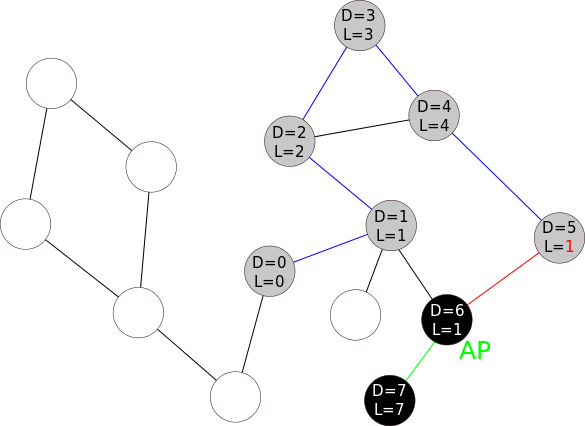 D=3
L=3
D=4
L=4
D=2
L=2
D=1
L=1
D=5
L=1
D=0
L=0
D=6
L=1
AP
D=7
L=7